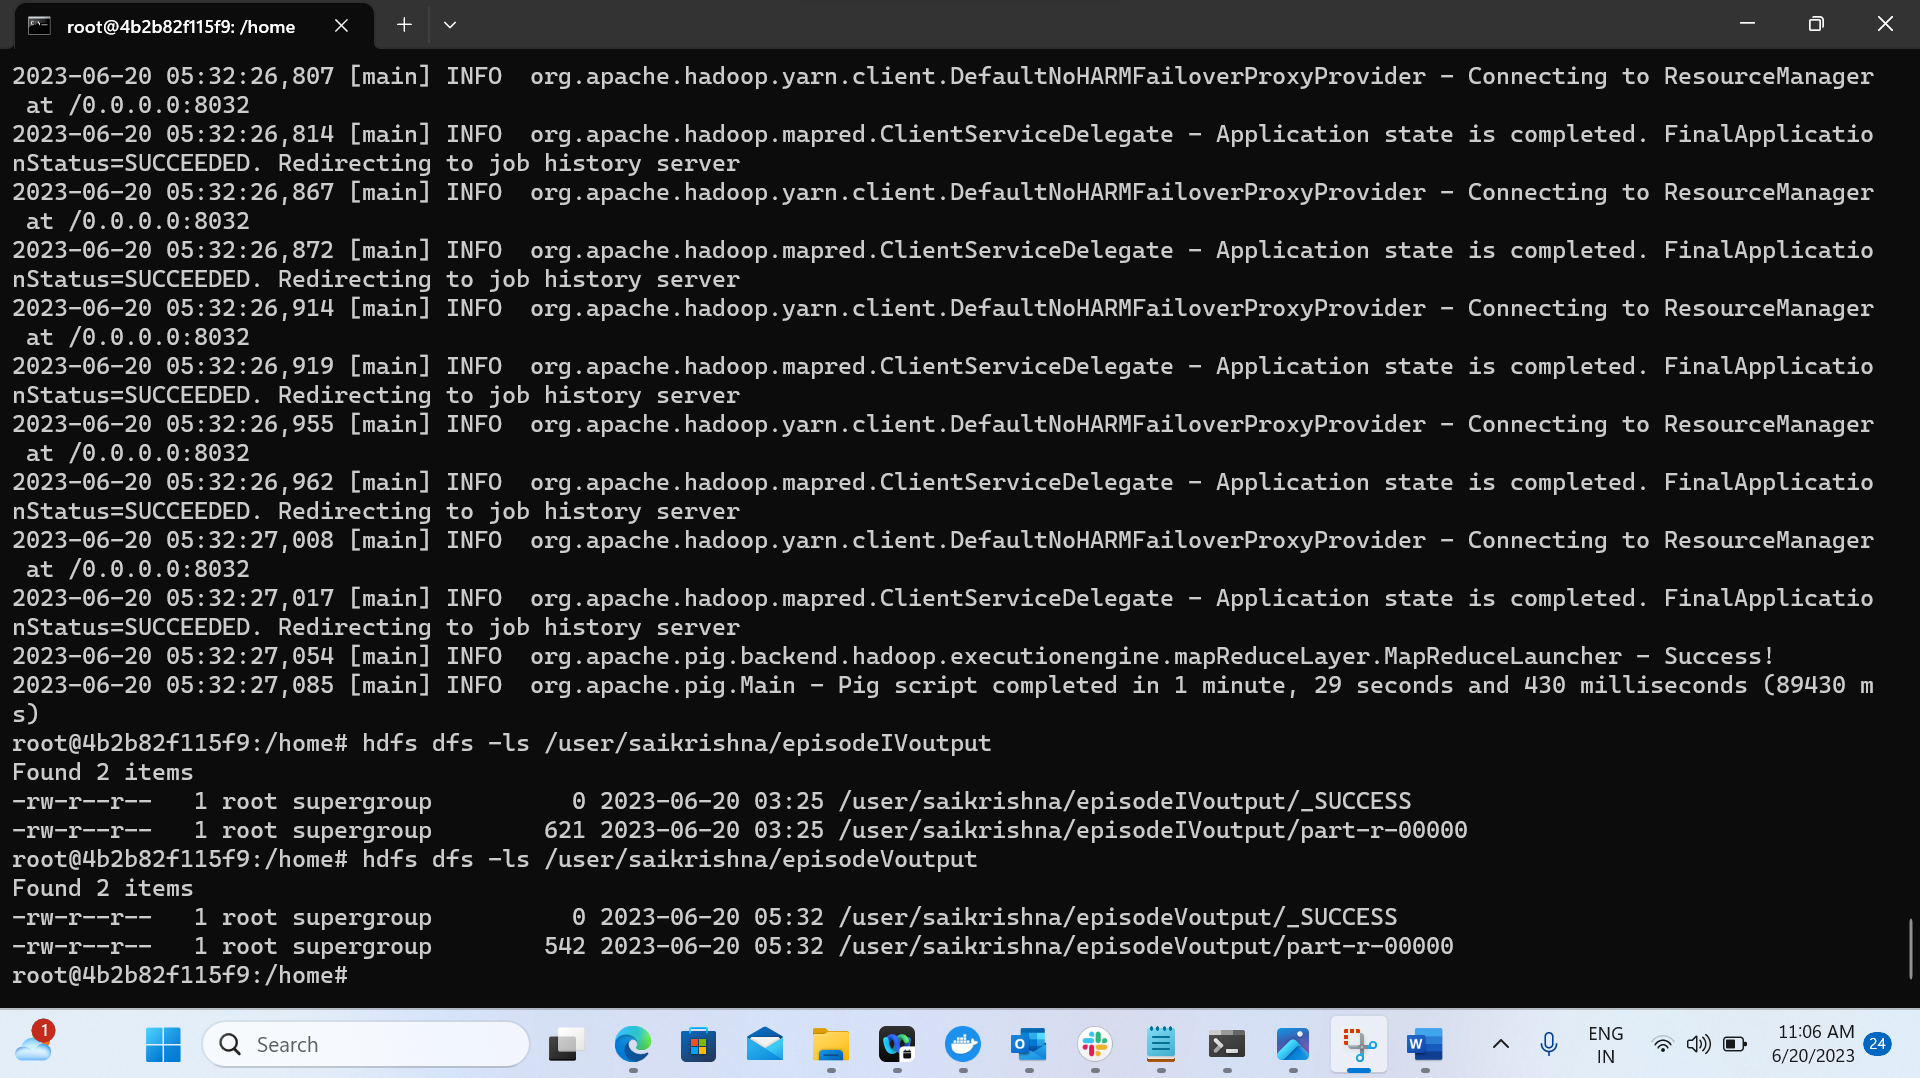 root@4b2b82f115f9: /home
2023-06-20 05:32:26,807 [main] INFO  org.apache.hadoop.yarn.client.DefaultNoHARMFailoverProxyProvider - Connecting to ResourceManager
 at /0.0.0.0:8032
2023-06-20 05:32:26,814 [main] INFO  org.apache.hadoop.mapred.ClientServiceDelegate - Application state is completed. FinalApplicatio
nStatus=SUCCEEDED. Redirecting to job history server
2023-06-20 05:32:26,867 [main] INFO  org.apache.hadoop.yarn.client.DefaultNoHARMFailoverProxyProvider - Connecting to ResourceManager
 at /0.0.0.0:8032
2023-06-20 05:32:26,872 [main] INFO  org.apache.hadoop.mapred.ClientServiceDelegate - Application state is completed. FinalApplicatio
nStatus=SUCCEEDED. Redirecting to job history server
2023-06-20 05:32:26,914 [main] INFO  org.apache.hadoop.yarn.client.DefaultNoHARMFailoverProxyProvider - Connecting to ResourceManager
 at /0.0.0.0:8032
2023-06-20 05:32:26,919 [main] INFO  org.apache.hadoop.mapred.ClientServiceDelegate - Application state is completed. FinalApplicatio
nStatus=SUCCEEDED. Redirecting to job history server
2023-06-20 05:32:26,955 [main] INFO  org.apache.hadoop.yarn.client.DefaultNoHARMFailoverProxyProvider - Connecting to ResourceManager
 at /0.0.0.0:8032
2023-06-20 05:32:26,962 [main] INFO  org.apache.hadoop.mapred.ClientServiceDelegate - Application state is completed. FinalApplicatio
nStatus=SUCCEEDED. Redirecting to job history server
2023-06-20 05:32:27,008 [main] INFO  org.apache.hadoop.yarn.client.DefaultNoHARMFailoverProxyProvider - Connecting to ResourceManager
 at /0.0.0.0:8032
2023-06-20 05:32:27,017 [main] INFO  org.apache.hadoop.mapred.ClientServiceDelegate - Application state is completed. FinalApplicatio
nStatus=SUCCEEDED. Redirecting to job history server
2023-06-20 05:32:27,054 [main] INFO  org.apache.pig.backend.hadoop.executionengine.mapReduceLayer.MapReduceLauncher - Success!
2023-06-20 05:32:27,085 [main] INFO  org.apache.pig.Main - Pig script completed in 1 minute, 29 seconds and 430 milliseconds (89430 m
s)
root@4b2b82f115f9:/home# hdfs dfs -ls /user/saikrishna/episodeIVoutput
Found 2 items
-rw-r--r--   1 root supergroup          0 2023-06-20 03:25 /user/saikrishna/episodeIVoutput/_SUCCESS
-rw-r--r--   1 root supergroup        621 2023-06-20 03:25 /user/saikrishna/episodeIVoutput/part-r-00000
root@4b2b82f115f9:/home# hdfs dfs -ls /user/saikrishna/episodeVoutput
Found 2 items
-rw-r--r--   1 root supergroup          0 2023-06-20 05:32 /user/saikrishna/episodeVoutput/_SUCCESS
-rw-r--r--   1 root supergroup        542 2023-06-20 05:32 /user/saikrishna/episodeVoutput/part-r-00000
root@4b2b82f115f9:/home#
1
Search
ENG
IN
11:06 AM
6/20/2023
24